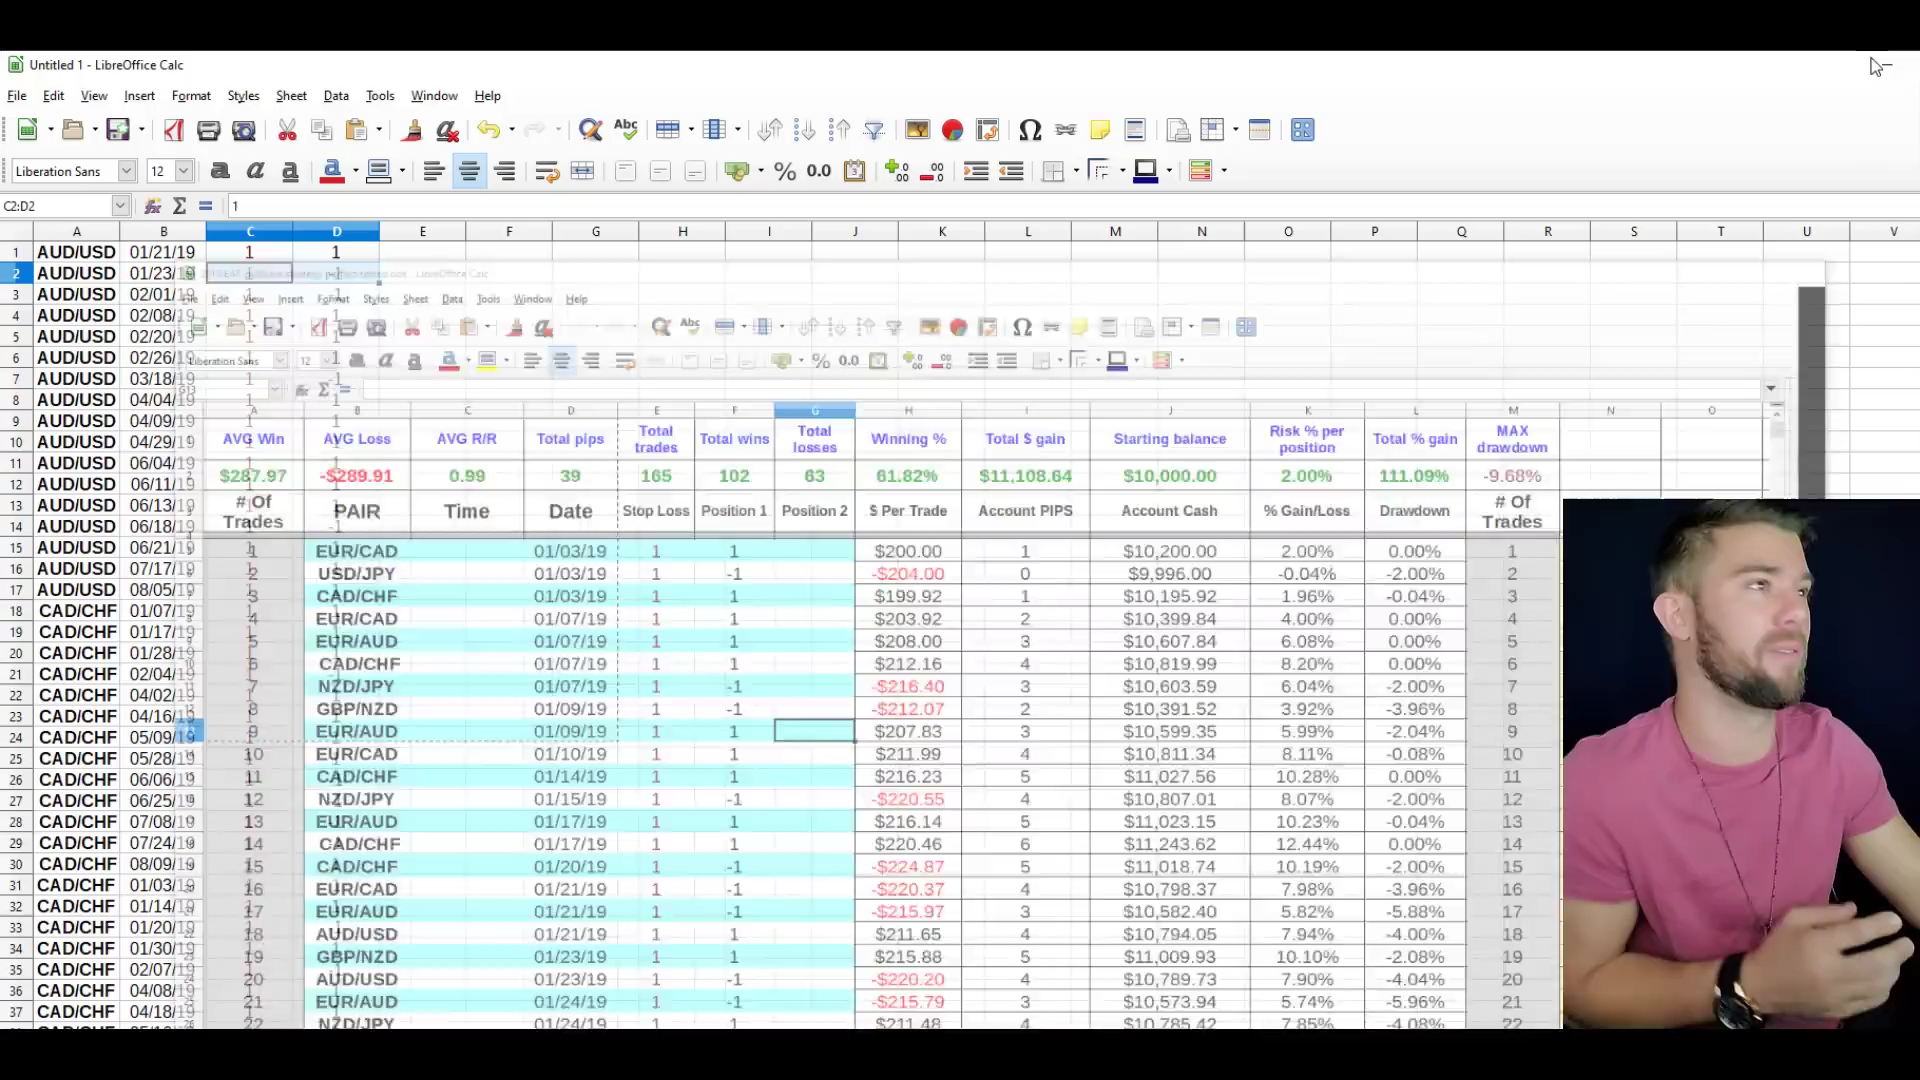 Untitled 1 - LibreOffice Calc
File Edit View Insert Format Styles Sheet Data Tools Window Help
Liberation Sans 12
C2:D2 1
A B C D E F G H I J K L M N O P Q R S T U V
1 AUD/USD 01/21/19 1 1
2 AUD/USD 01/23/19
3 AUD/USD 02/01/19
4 AUD/USD 02/08/19
5 AUD/USD 02/20/19
6 AUD/USD 02/26/19
7 AUD/USD 03/18/19
8 AUD/USD 04/04/19
9 AUD/USD 04/09/19
10 AUD/USD 04/29/19
11 AUD/USD 06/04/19
12 AUD/USD 06/11/19
13 AUD/USD 06/13/19
14 AUD/USD 06/18/19
15 AUD/USD 06/21/19
16 AUD/USD 07/17/19
17 AUD/USD 08/05/19
18 CAD/CHF 01/07/19
19 CAD/CHF 01/17/19
20 CAD/CHF 01/28/19
21 CAD/CHF 02/04/19
22 CAD/CHF 04/02/19
23 CAD/CHF 04/16/19
24 CAD/CHF 05/09/19
25 CAD/CHF 05/28/19
26 CAD/CHF 06/06/19
27 CAD/CHF 06/25/19
28 CAD/CHF 07/08/19
29 CAD/CHF 07/24/19
30 CAD/CHF 08/09/19
31 CAD/CHF 01/03/19
32 CAD/CHF 01/14/19
33 CAD/CHF 01/20/19
34 CAD/CHF 01/30/19
35 CAD/CHF 02/07/19
36 CAD/CHF 04/08/19
37 CAD/CHF 04/18/19
LibreOffice Calc
File Edit View Insert Format Styles Sheet Data Tools Window Help
Liberation Sans 12
A B C D E F G H I J K L M N O
AVG Win AVG Loss AVG R/R Total pips Total trades Total wins Total losses Winning % Total $ gain Starting balance Risk % per position Total % gain MAX drawdown
$287.97 -$289.91 0.99 39 165 102 63 61.82% $11,108.64 $10,000.00 2.00% 111.09% -9.68%
# Of Trades PAIR Time Date Stop Loss Position 1 Position 2 $ Per Trade Account PIPS Account Cash % Gain/Loss Drawdown # Of Trades
1 EUR/CAD 01/03/19 1 1 $200.00 1 $10,200.00 2.00% 0.00% 1
2 USD/JPY 01/03/19 1 -1 -$204.00 0 $9,996.00 -0.04% -2.00% 2
3 CAD/CHF 01/03/19 1 1 $199.92 1 $10,195.92 1.96% -0.04% 3
4 EUR/CAD 01/07/19 1 1 $203.92 2 $10,399.84 4.00% 0.00% 4
5 EUR/AUD 01/07/19 1 1 $208.00 3 $10,607.84 6.08% 0.00% 5
6 CAD/CHF 01/07/19 1 1 $212.16 4 $10,819.99 8.20% 0.00% 6
7 NZD/JPY 01/07/19 1 -1 -$216.40 3 $10,603.59 6.04% -2.00% 7
8 GBP/NZD 01/09/19 1 -1 -$212.07 2 $10,391.52 3.92% -3.96% 8
9 EUR/AUD 01/09/19 1 1 $207.83 3 $10,599.35 5.99% -2.04% 9
10 EUR/CAD 01/10/19 1 1 $211.99 4 $10,811.34 8.11% -0.08% 10
11 CAD/CHF 01/14/19 1 1 $216.23 4 $11,027.56 10.28% 0.00% 11
12 NZD/JPY 01/15/19 1 -1 -$220.55 4 $10,807.01 8.07% -2.00% 12
13 EUR/AUD 01/17/19 1 1 $216.14 5 $11,023.15 10.23% -0.04% 13
14 CAD/CHF 01/17/19 1 1 $220.46 6 $11,243.62 12.44% 0.00% 14
15 CAD/CHF 01/20/19 1 -1 -$224.87 5 $11,018.74 10.19% -2.00% 15
16 EUR/CAD 01/21/19 1 -1 -$220.37 4 $10,798.37 7.98% -3.96% 16
17 EUR/AUD 01/21/19 1 -1 -$215.97 3 $10,582.40 5.82% -5.88% 17
18 AUD/USD 01/21/19 1 1 $211.65 4 $10,794.05 7.94% -4.00% 18
19 GBP/NZD 01/23/19 1 1 $215.88 5 $11,009.93 10.10% -2.08% 19
20 AUD/USD 01/23/19 1 -1 -$220.20 4 $10,789.73 7.90% -4.04% 20
21 EUR/AUD 01/24/19 1 -1 -$215.79 3 $10,573.94 5.74% -5.96% 21
22 NZD/JPY 01/24/19 1 1 $211.48 4 $10,785.42 7.85% -4.08% 22